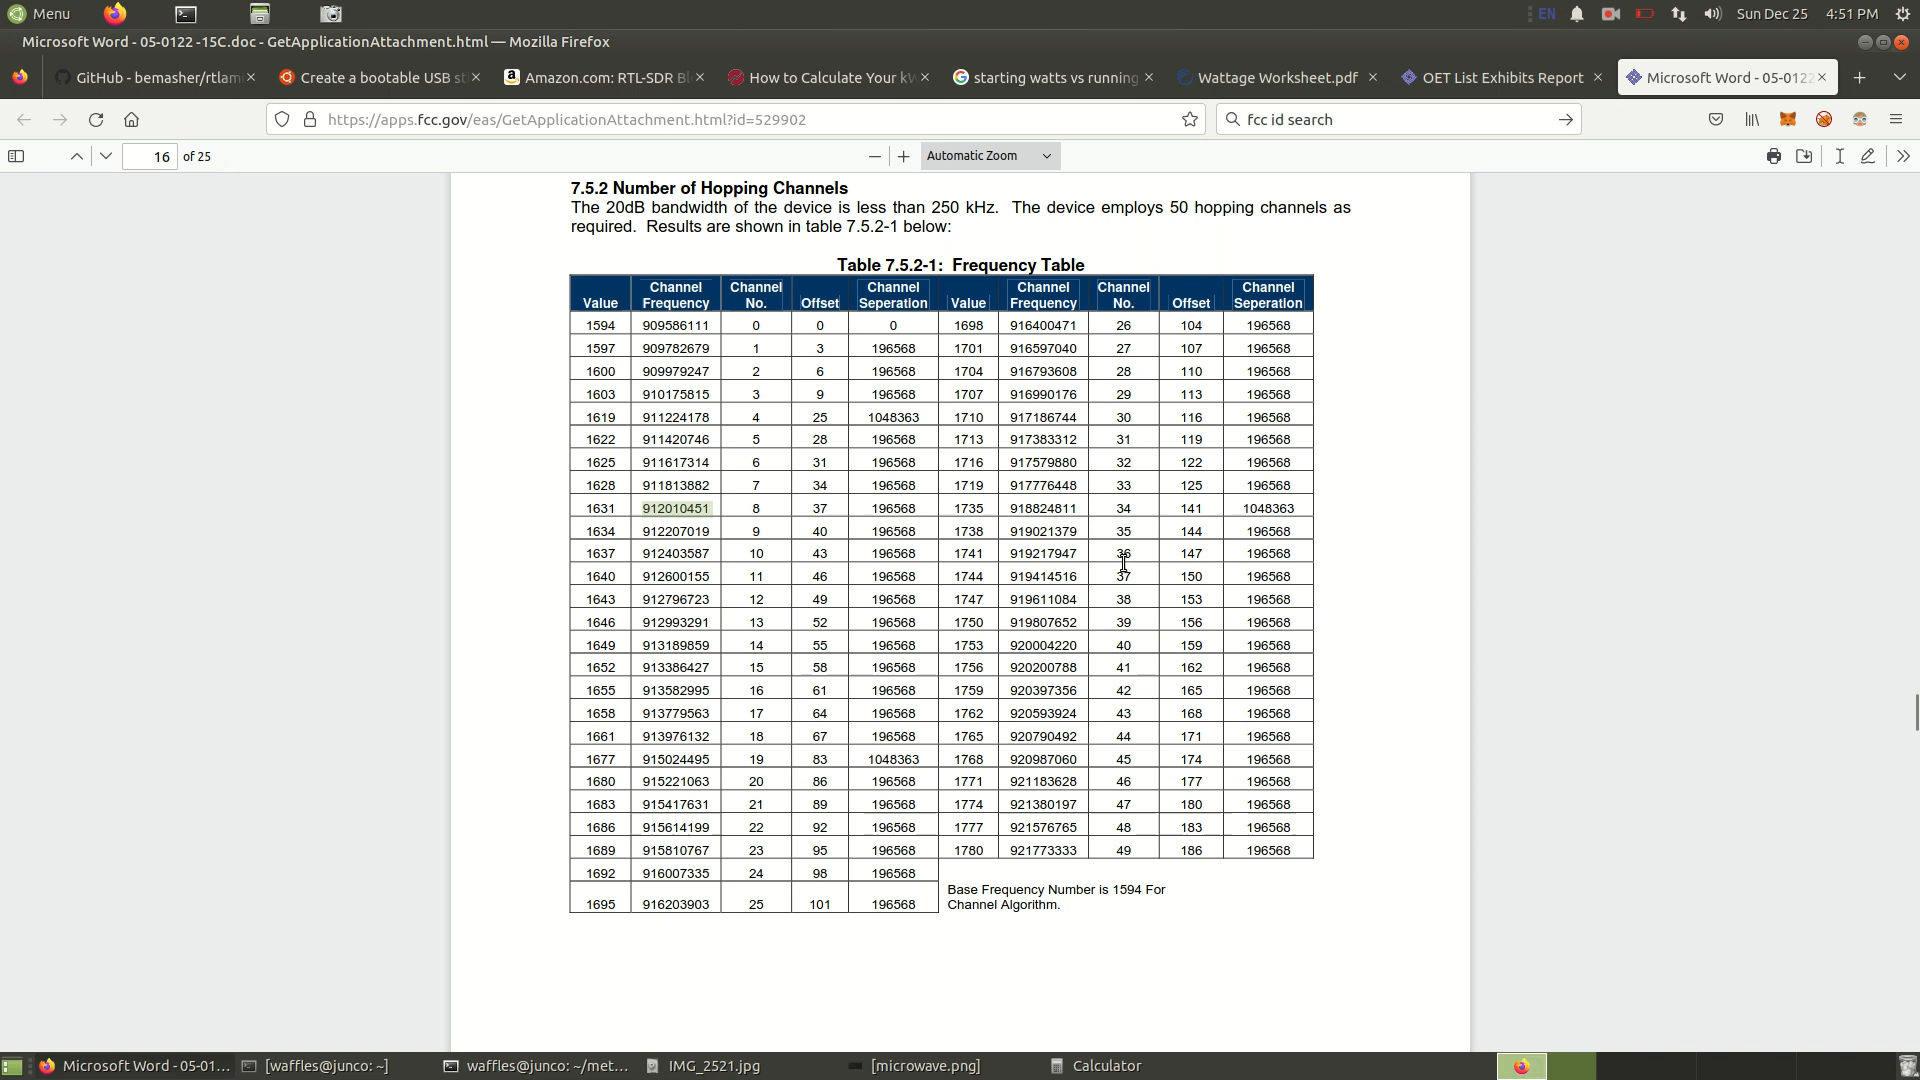 Menu
EN
Sun Dec 25
4:51 PM
Microsoft Word - 05-0122 -15C.doc - GetApplicationAttachment.html — Mozilla Firefox
GitHub - bemasher/rtlam
Create a bootable USB st
Amazon.com: RTL-SDR Bl
How to Calculate Your kW
starting watts vs running
Wattage Worksheet.pdf
OET List Exhibits Report
Microsoft Word - 05-0122
https://apps.fcc.gov/eas/GetApplicationAttachment.html?id=529902
fcc id search
16 of 25
Automatic Zoom
7.5.2 Number of Hopping Channels
The 20dB bandwidth of the device is less than 250 kHz. The device employs 50 hopping channels as
required. Results are shown in table 7.5.2-1 below:
Table 7.5.2-1: Frequency Table
Value Channel Frequency Channel No. Offset Channel Seperation Value Channel Frequency Channel No. Offset Channel Seperation
1594 909586111 0 0 0 1698 916400471 26 104 196568
1597 909782679 1 3 196568 1701 916597040 27 107 196568
1600 909979247 2 6 196568 1704 916793608 28 110 196568
1603 910175815 3 9 196568 1707 916990176 29 113 196568
1619 911224178 4 25 1048363 1710 917186744 30 116 196568
1622 911420746 5 28 196568 1713 917383312 31 119 196568
1625 911617314 6 31 196568 1716 917579880 32 122 196568
1628 911813882 7 34 196568 1719 917776448 33 125 196568
1631 912010451 8 37 196568 1735 918824811 34 141 1048363
1634 912207019 9 40 196568 1738 919021379 35 144 196568
1637 912403587 10 43 196568 1741 919217947 36 147 196568
1640 912600155 11 46 196568 1744 919414516 37 150 196568
1643 912796723 12 49 196568 1747 919611084 38 153 196568
1646 912993291 13 52 196568 1750 919807652 39 156 196568
1649 913189859 14 55 196568 1753 920004220 40 159 196568
1652 913386427 15 58 196568 1756 920200788 41 162 196568
1655 913582995 16 61 196568 1759 920397356 42 165 196568
1658 913779563 17 64 196568 1762 920593924 43 168 196568
1661 913976132 18 67 196568 1765 920790492 44 171 196568
1677 915024495 19 83 1048363 1768 920987060 45 174 196568
1680 915221063 20 86 196568 1771 921183628 46 177 196568
1683 915417631 21 89 196568 1774 921380197 47 180 196568
1686 915614199 22 92 196568 1777 921576765 48 183 196568
1689 915810767 23 95 196568 1780 921773333 49 186 196568
1692 916007335 24 98 196568
1695 916203903 25 101 196568
Base Frequency Number is 1594 For
Channel Algorithm.
Microsoft Word - 05-01...
[waffles@junco: ~]
waffles@junco: ~/met...
IMG_2521.jpg
[microwave.png]
Calculator